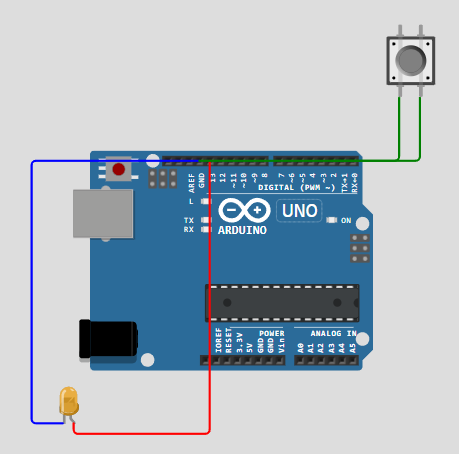 AREF
GND
13
12
~11
~10
~9
8
7
~6
~5
4
~3
2
TX→1
RX←0
DIGITAL (PWM ~)
L
TX
RX
UNO
ON
ARDUINO
IOREF
RESET
3.3V
5V
GND
GND
Vin
POWER
ANALOG IN
A0
A1
A2
A3
A4
A5